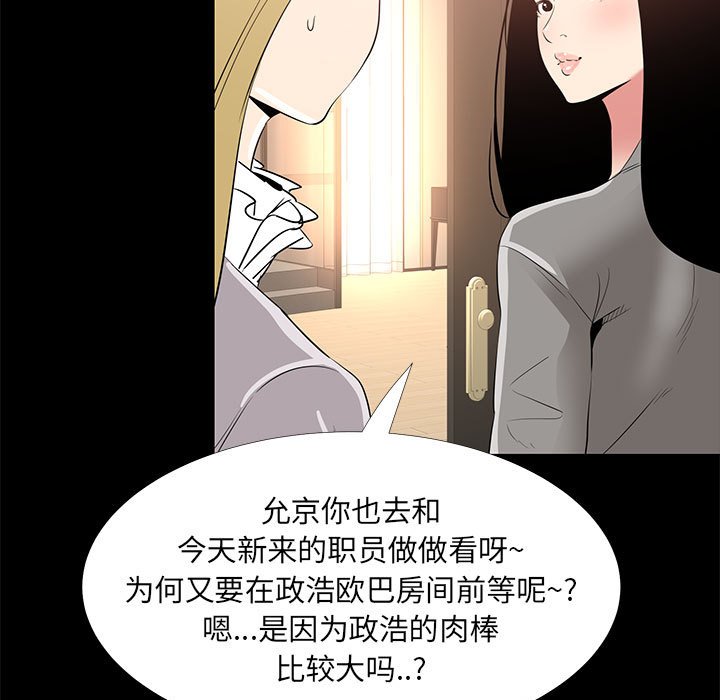 允京你也去和
今天新来的职员做做看呀~
为何又要在政浩欧巴房间前等呢~?
嗯...是因为政浩的肉棒
比较大吗..?